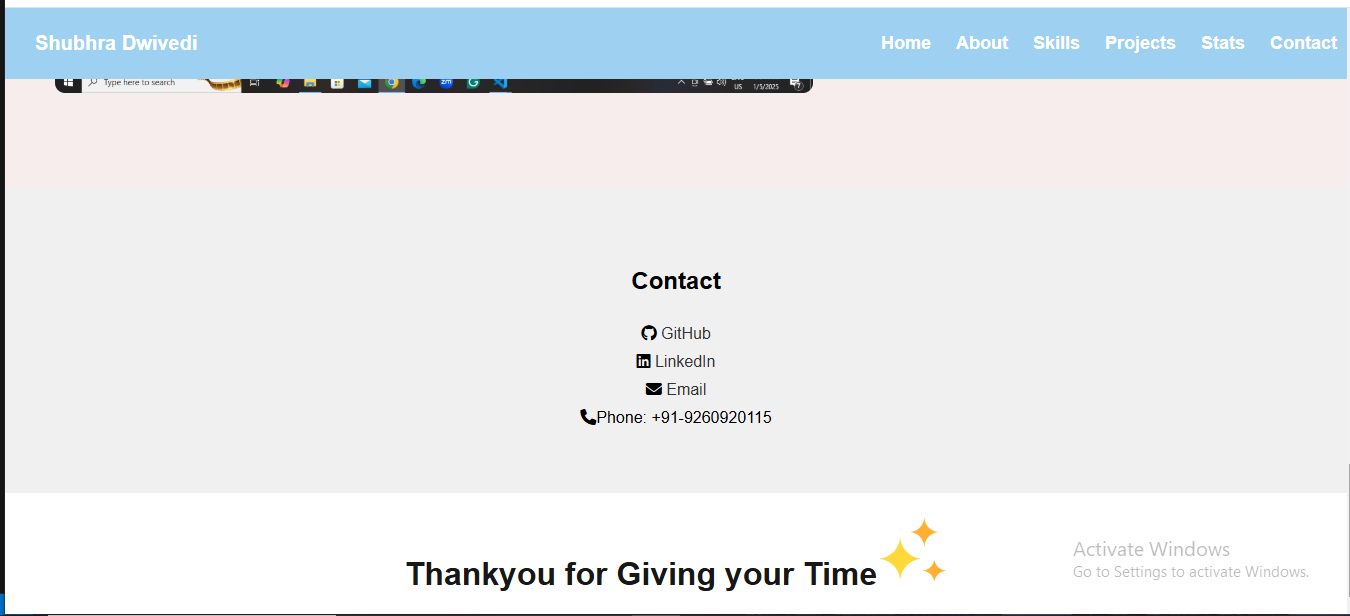 Shubhra Dwivedi Home About Skills Projects Stats Contact
Type here to search
US 1/5/2025
Contact
GitHub
LinkedIn
Email
Phone: +91-9260920115
Thankyou for Giving your Time
Activate Windows
Go to Settings to activate Windows.